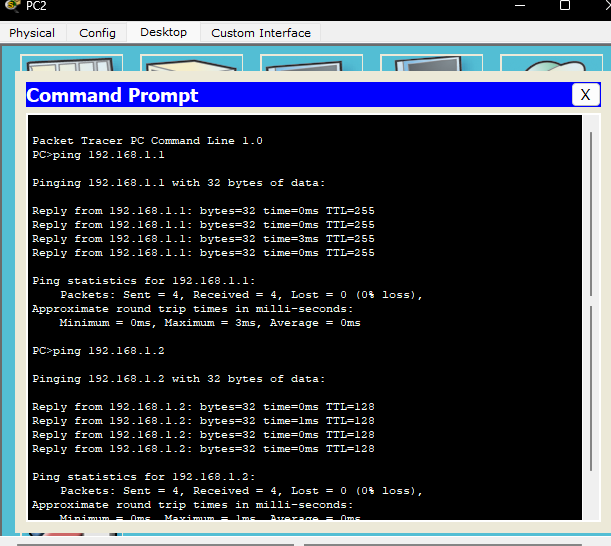 PC2
Physical Config Desktop Custom Interface
Command Prompt X
Packet Tracer PC Command Line 1.0
PC>ping 192.168.1.1
Pinging 192.168.1.1 with 32 bytes of data:
Reply from 192.168.1.1: bytes=32 time=0ms TTL=255
Reply from 192.168.1.1: bytes=32 time=0ms TTL=255
Reply from 192.168.1.1: bytes=32 time=3ms TTL=255
Reply from 192.168.1.1: bytes=32 time=0ms TTL=255
Ping statistics for 192.168.1.1:
Packets: Sent = 4, Received = 4, Lost = 0 (0% loss),
Approximate round trip times in milli-seconds:
Minimum = 0ms, Maximum = 3ms, Average = 0ms
PC>ping 192.168.1.2
Pinging 192.168.1.2 with 32 bytes of data:
Reply from 192.168.1.2: bytes=32 time=0ms TTL=128
Reply from 192.168.1.2: bytes=32 time=1ms TTL=128
Reply from 192.168.1.2: bytes=32 time=0ms TTL=128
Reply from 192.168.1.2: bytes=32 time=0ms TTL=128
Ping statistics for 192.168.1.2:
Packets: Sent = 4, Received = 4, Lost = 0 (0% loss),
Approximate round trip times in milli-seconds:
Minimum = 0ms, Maximum = 1ms, Average = 0ms